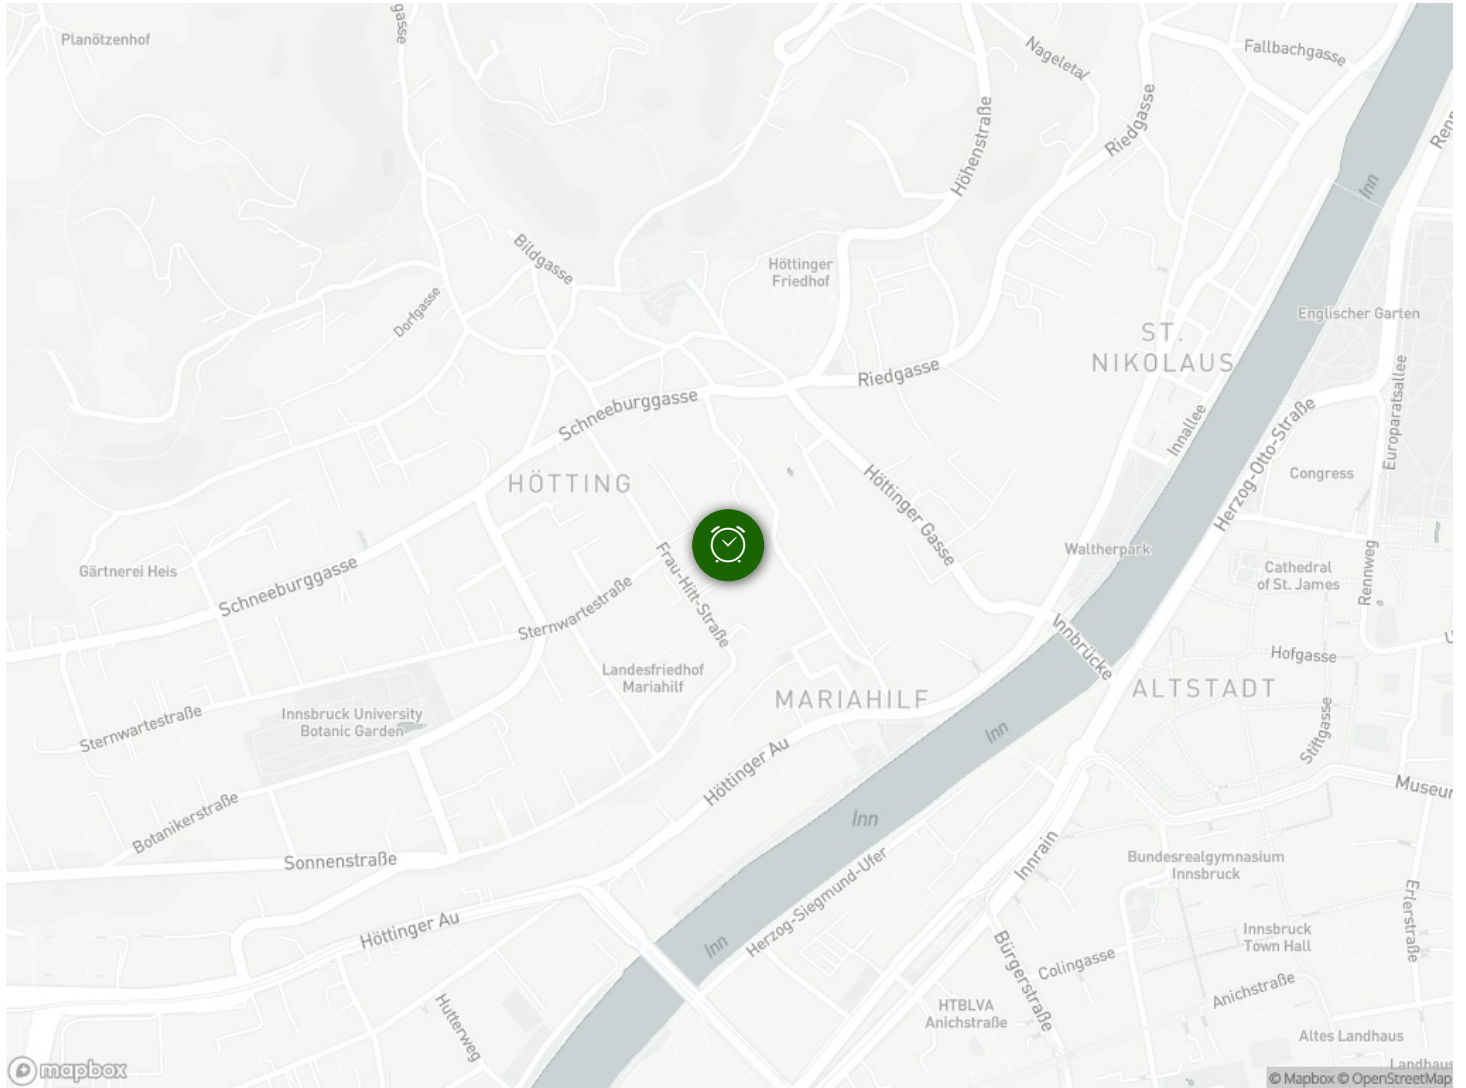 Planötzenhof
gasse
Nageletal
Fallbachgasse
Riedgasse
Höhenstraße
Inn
Bildgasse
Höttinger
Friedhof
Dorfgasse
Englischer Garten
ST.
NIKOLAUS
Riedgasse
Schneeburggasse
Europaratsallee
Innallee
Herzog-Otto-Straße
Congress
HÖTTING
Höttinger Gasse
Waltherpark
Cathedral
of St. James
Rennweg
Gärtnerei Heis
Schneeburggasse
Sternwartestraße
Frau-Hitt-Straße
Innbrücke
Hofgasse
Landesfriedhof
Mariahilf
MARIAHILF
ALTSTADT
Sternwartestraße
Innsbruck University
Botanic Garden
Stiftgasse
Inn
Höttinger Au
Museur
Botanikerstraße
Inn
Sonnenstraße
Innrain
Bundesrealgymnasium
Innsbruck
Herzog-Siegmund-Ufer
Erlerstraße
Höttinger Au
Inn
Innsbruck
Town Hall
Bürgerstraße
Colingasse
Anichstraße
Hutterweg
HTBLVA
Anichstraße
Altes Landhaus
Landhaus
mapbox
© Mapbox © OpenStreetMap